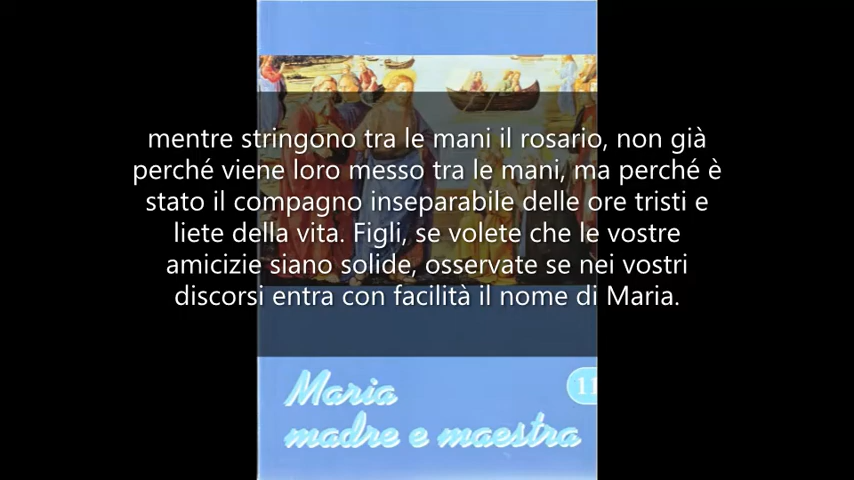 mentre stringono tra le mani il rosario, non già
perché viene loro messo tra le mani, ma perché è
stato il compagno inseparabile delle ore tristi e
liete della vita. Figli, se volete che le vostre
amicizie siano solide, osservate se nei vostri
discorsi entra con facilità il nome di Maria.
Maria
11
madre e maestra